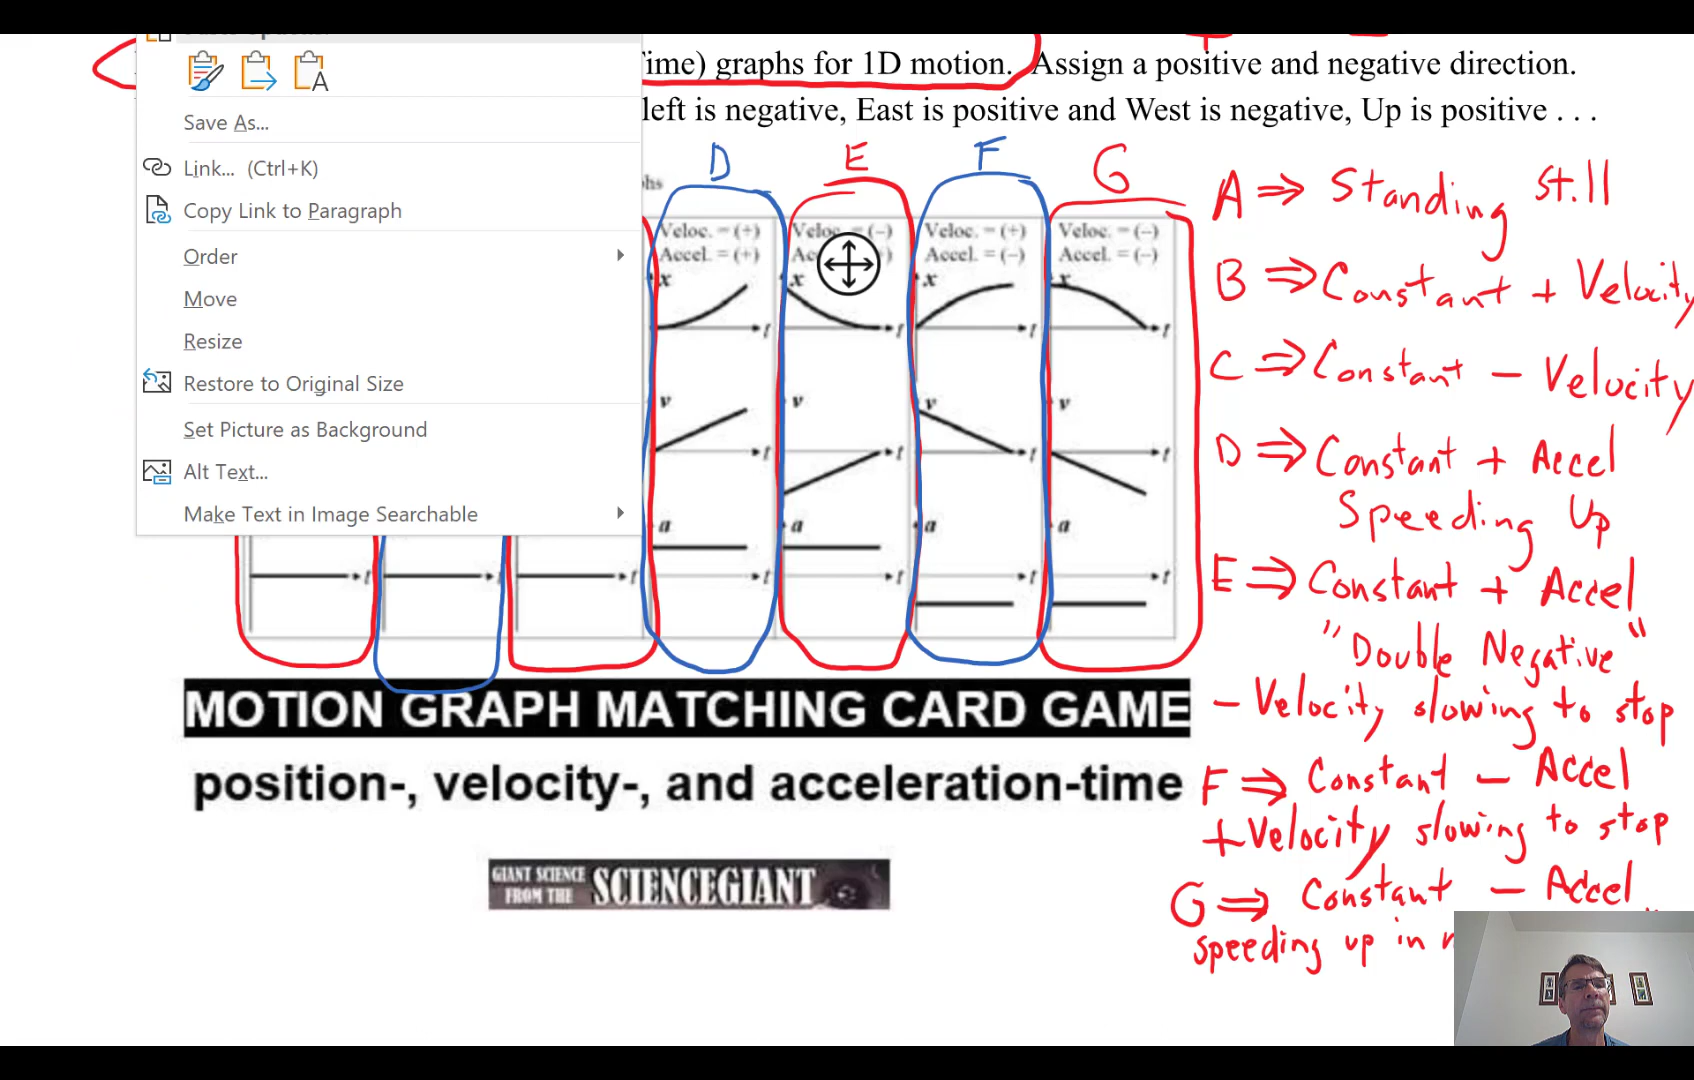 ime) graphs for 1D motion. Assign a positive and negative direction.
left is negative, East is positive and West is negative, Up is positive . . .
Save As...
Link... (Ctrl+K)
Copy Link to Paragraph
Order
Move
Resize
Restore to Original Size
Set Picture as Background
Alt Text...
Make Text in Image Searchable
D E F G
hs
Veloc. = (+) Veloc. = (–) Veloc. = (+) Veloc. = (–)
Accel. = (+) Ac ) Accel. = (–) Accel. = (–)
x x x x
t t t t
v v v v
t t t t
a a a a
t t t t t t t
A ⇒ Standing still
B ⇒ Constant + Velocity
C ⇒ Constant – Velocity
D ⇒ Constant + Accel
Speeding Up
E ⇒ Constant + Accel
"Double Negative"
– Velocity slowing to stop
F ⇒ Constant – Accel
+ Velocity slowing to stop
G ⇒ Constant – Accel
speeding up in
MOTION GRAPH MATCHING CARD GAME
position-, velocity-, and acceleration-time
GIANT SCIENCE
FROM THE
SCIENCEGIANT